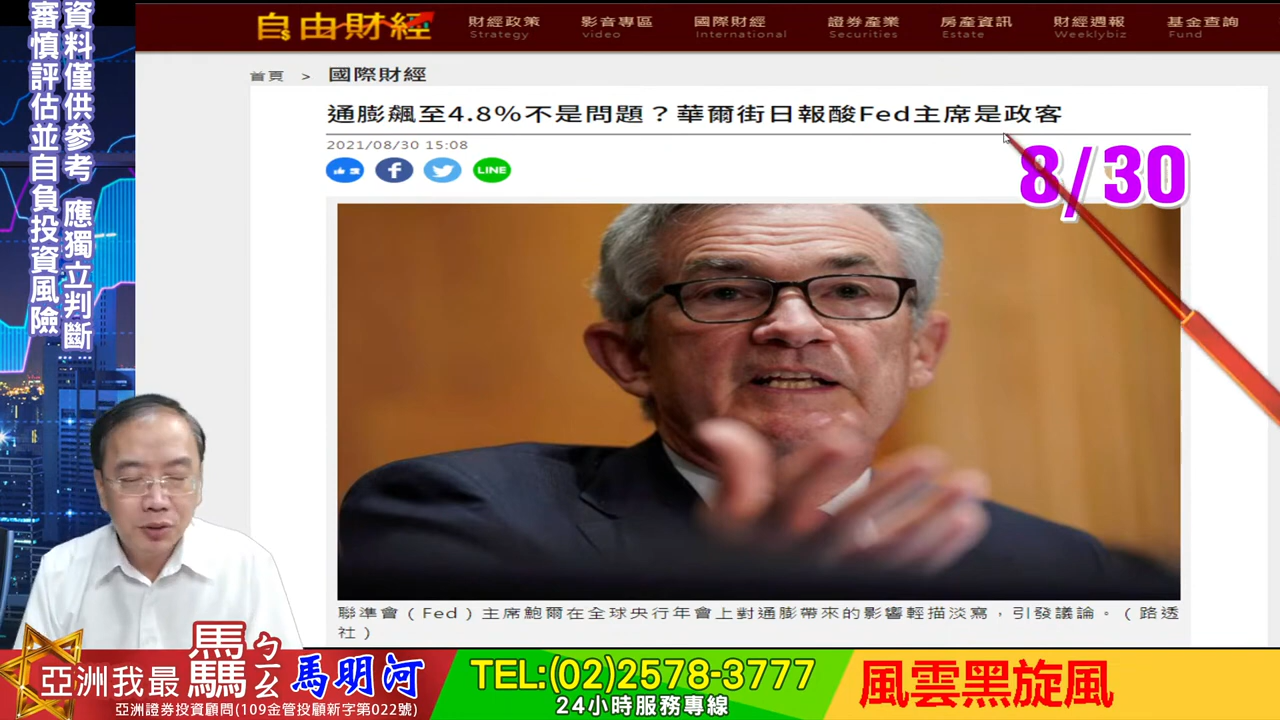 資料僅供參考 應獨立判斷
審慎評估並自負投資風險
自由財經
財經政策 影音專區 國際財經 證券產業 房產資訊 財經週報 基金查詢
Strategy video International Securities Estate Weeklybiz Fund
首頁 > 國際財經
通膨飆至4.8%不是問題？華爾街日報酸Fed主席是政客
2021/08/30 15:08
8/30
讚
LINE
聯準會（Fed）主席鮑爾在全球央行年會上對通膨帶來的影響輕描淡寫，引發議論。（路透
社）
亞洲我最馬驫ㄅㄧㄠ馬明河
亞洲證券投資顧問(109金管投顧新字第022號)
TEL:(02)2578-3777
24小時服務專線
風雲黑旋風